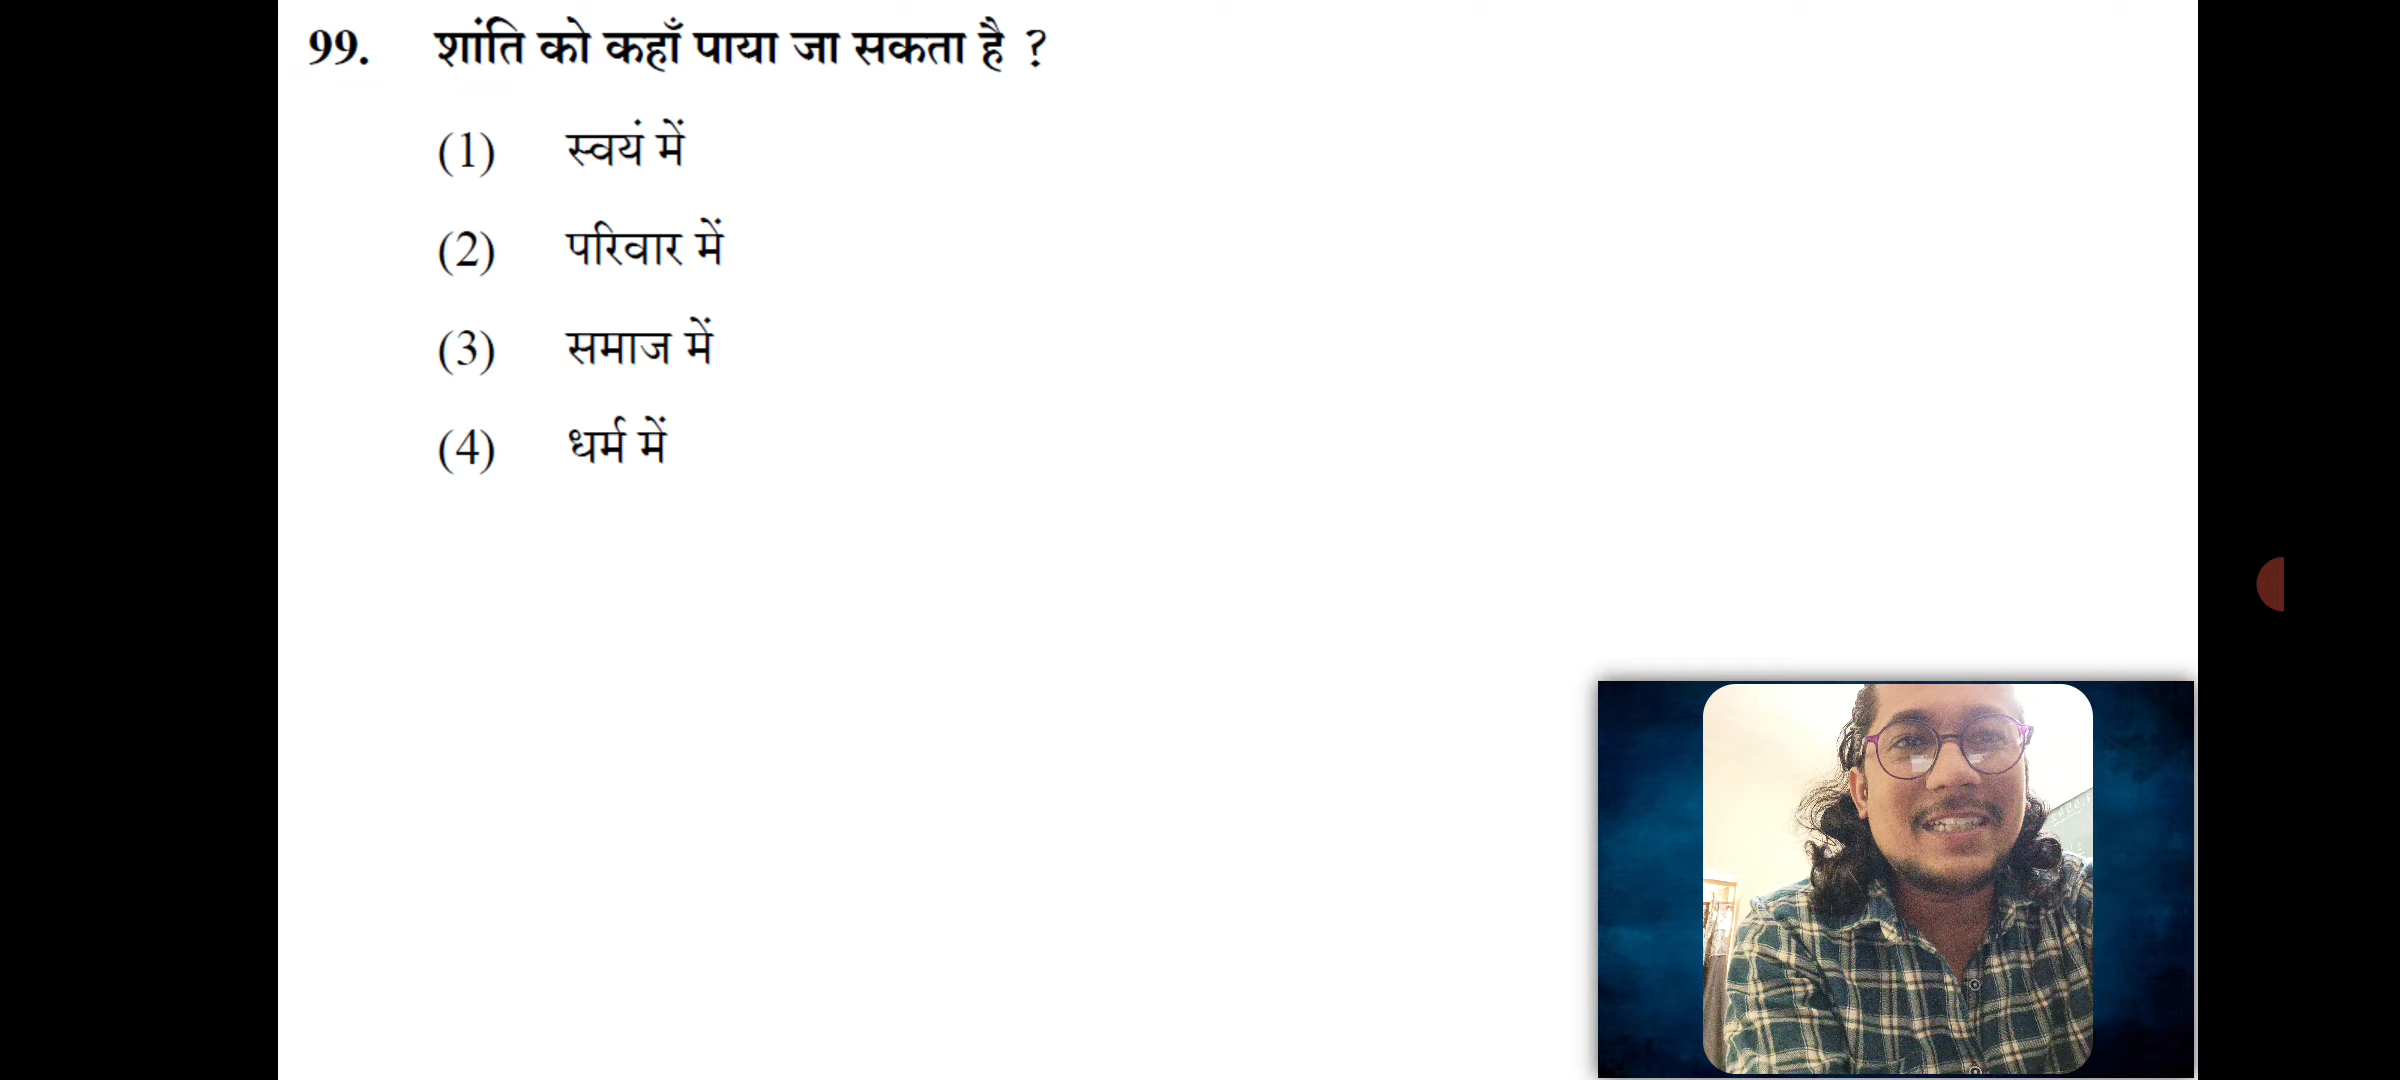 99. शांति को कहाँ पाया जा सकता है ?
(1) स्वयं में
(2) परिवार में
(3) समाज में
(4) धर्म में